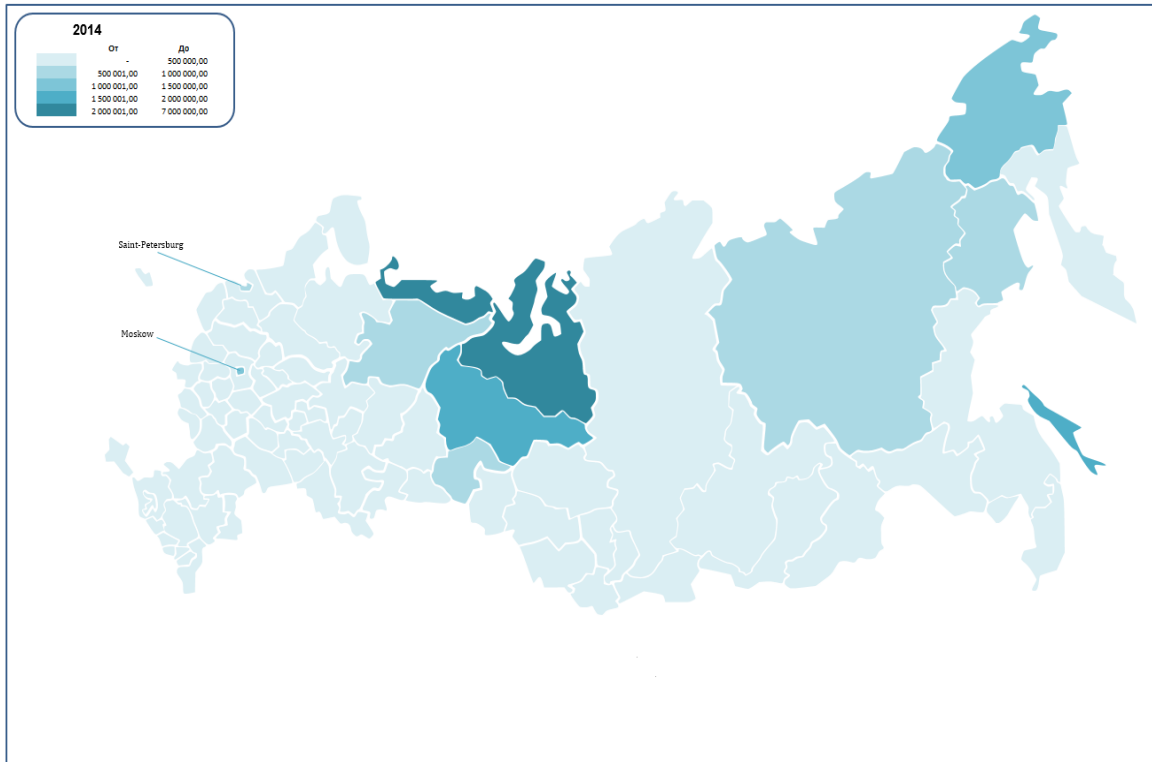 2014
От До
- 500 000,00
500 001,00 1 000 000,00
1 000 001,00 1 500 000,00
1 500 001,00 2 000 000,00
2 000 001,00 7 000 000,00
Saint-Petersburg
Moskow